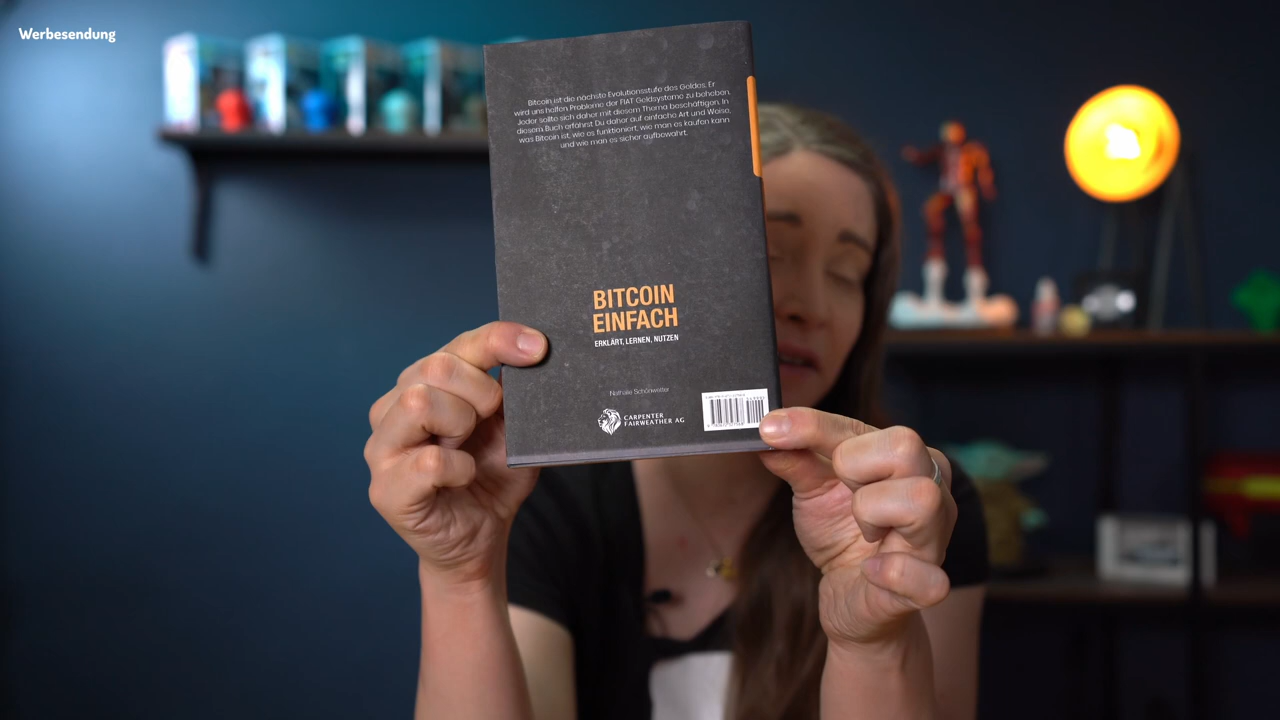 Werbesendung
Bitcoin ist die nächste Evolutionsstufe des Geldes. Er
wird uns helfen Probleme der FIAT Geldsysteme zu beheben.
Jeder sollte sich daher mit diesem Thema beschäftigen. In
diesem Buch erfährst Du daher auf einfache Art und Weise,
was Bitcoin ist, wie es funktioniert, wie man es kaufen kann
und wie man es sicher aufbewahrt.
BITCOIN
EINFACH
ERKLÄRT, LERNEN, NUTZEN
Nathalie Schönwetter
CARPENTER
FAIRWEATHER AG